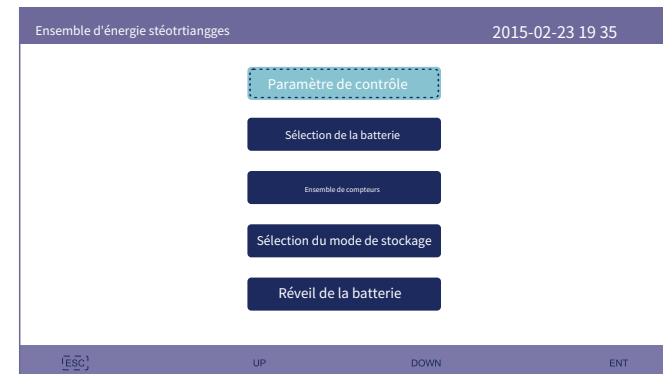 Ensemble d'énergie stéotrtiangges
2015-02-23 19 35
Paramètre de contrôle
Sélection de la batterie
Ensemble de compteurs
Sélection du mode de stockage
Réveil de la batterie
ESC UP DOWN ENT